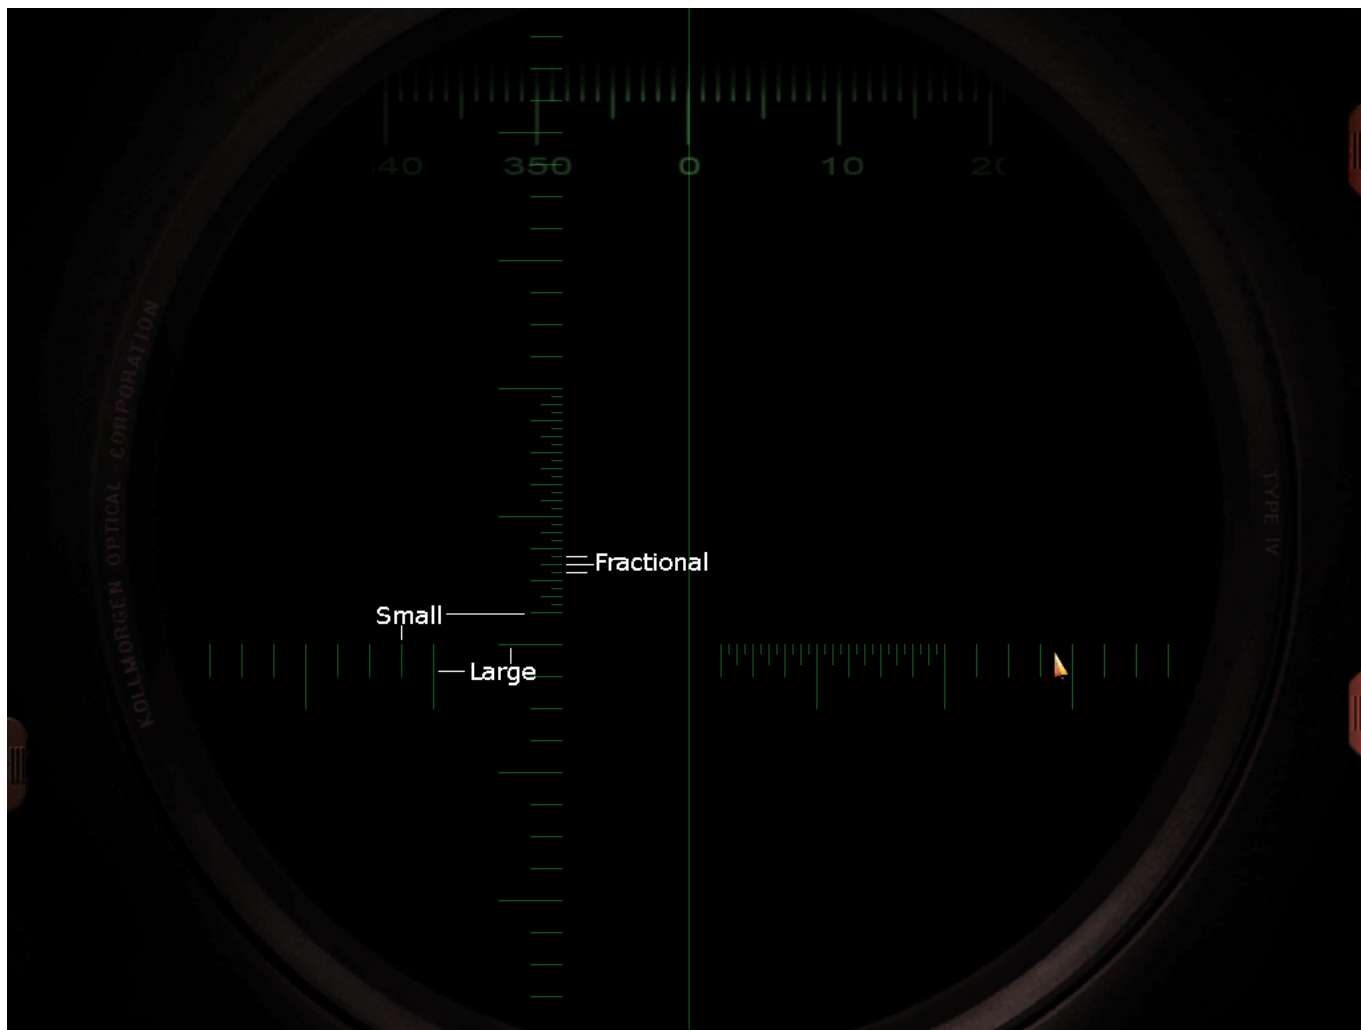 40 350 0 10 20
KOLLMORGEN OPTICAL CORPORATION
TYPE IV
Fractional
Small
Large